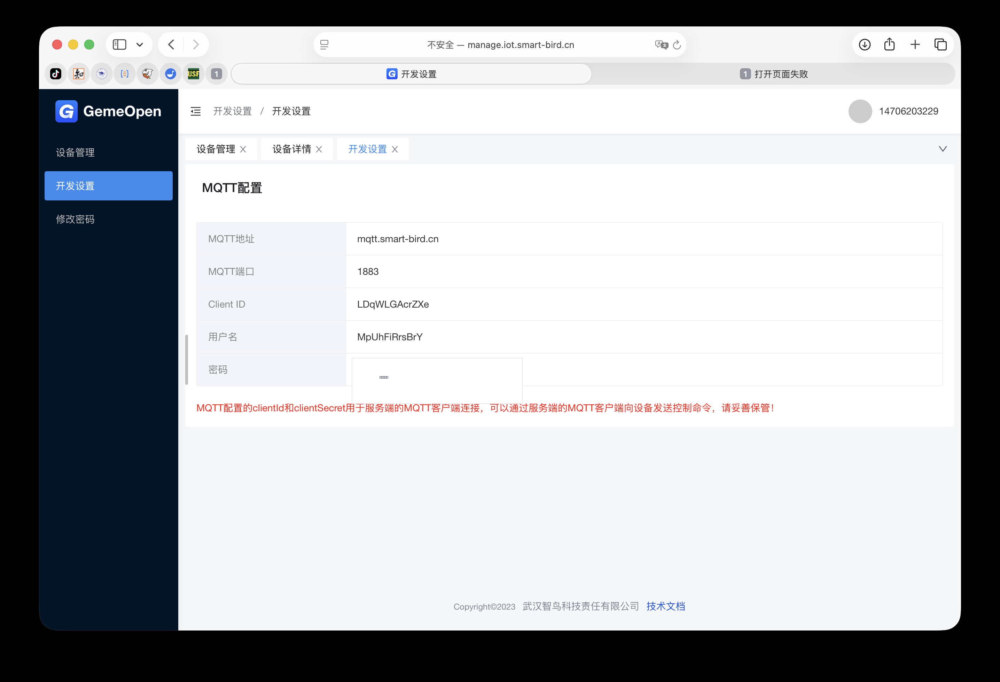 不安全 — manage.iot.smart-bird.cn
USF
1
开发设置
1 打开页面失败
G GemeOpen
开发设置 / 开发设置
14706203229
设备管理
开发设置
修改密码
设备管理 X
设备详情 X
开发设置 X
MQTT配置
MQTT地址 mqtt.smart-bird.cn
MQTT端口 1883
Client ID LDqWLGAcrZXe
用户名 MpUhFiRrsBrY
密码
MQTT配置的clientId和clientSecret用于服务端的MQTT客户端连接，可以通过服务端的MQTT客户端向设备发送控制命令，请妥善保管！
Copyright©2023 武汉智鸟科技责任有限公司 技术文档